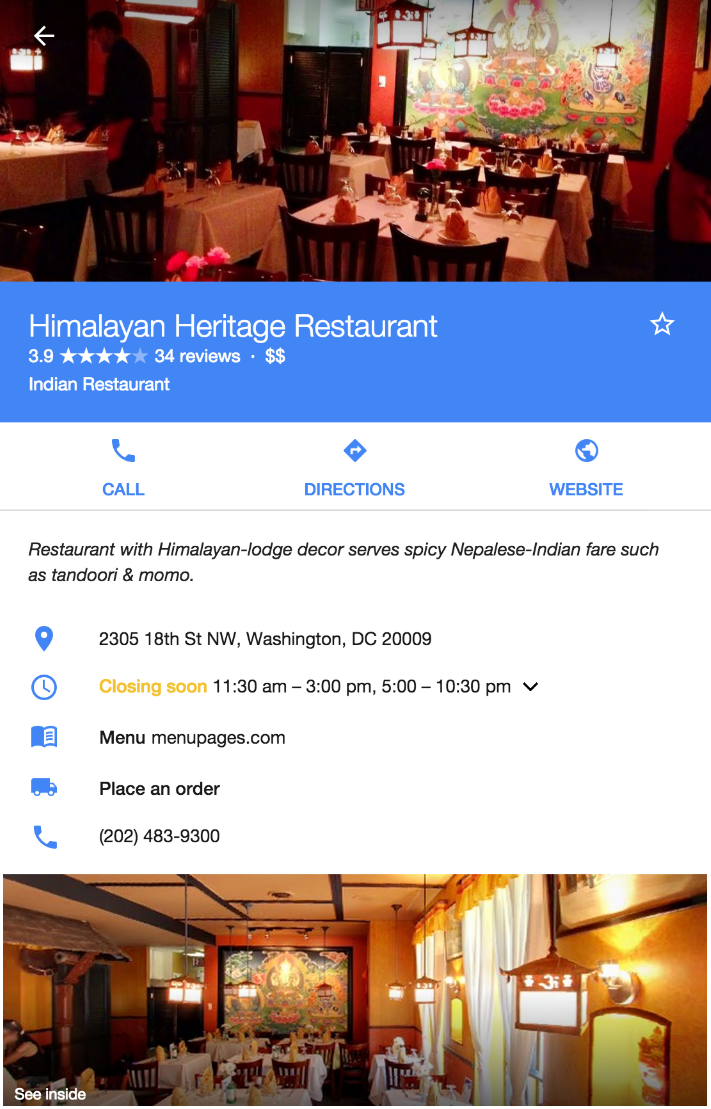 Himalayan Heritage Restaurant
3.9 ★★★★★ 34 reviews · $$
Indian Restaurant
CALL DIRECTIONS WEBSITE
Restaurant with Himalayan-lodge decor serves spicy Nepalese-Indian fare such
as tandoori & momo.
2305 18th St NW, Washington, DC 20009
Closing soon 11:30 am – 3:00 pm, 5:00 – 10:30 pm
Menu menupages.com
Place an order
(202) 483-9300
See inside